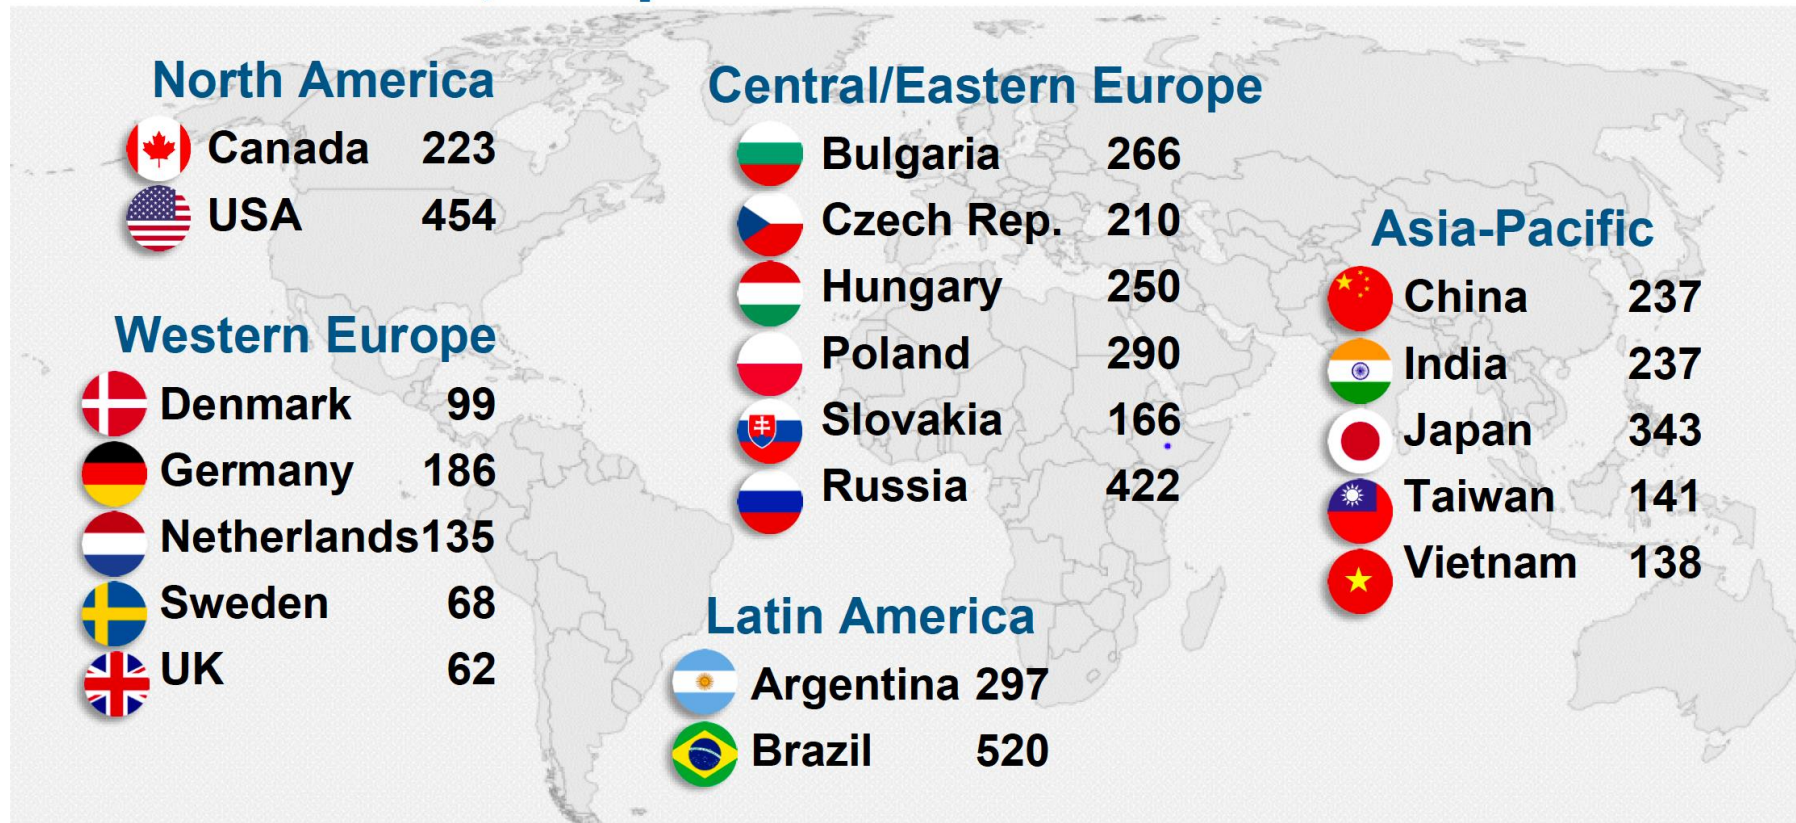 North America
Canada 223
USA 454
Western Europe
Denmark 99
Germany 186
Netherlands135
Sweden 68
UK 62
Central/Eastern Europe
Bulgaria 266
Czech Rep. 210
Hungary 250
Poland 290
Slovakia 166
Russia 422
Latin America
Argentina 297
Brazil 520
Asia-Pacific
China 237
India 237
Japan 343
Taiwan 141
Vietnam 138